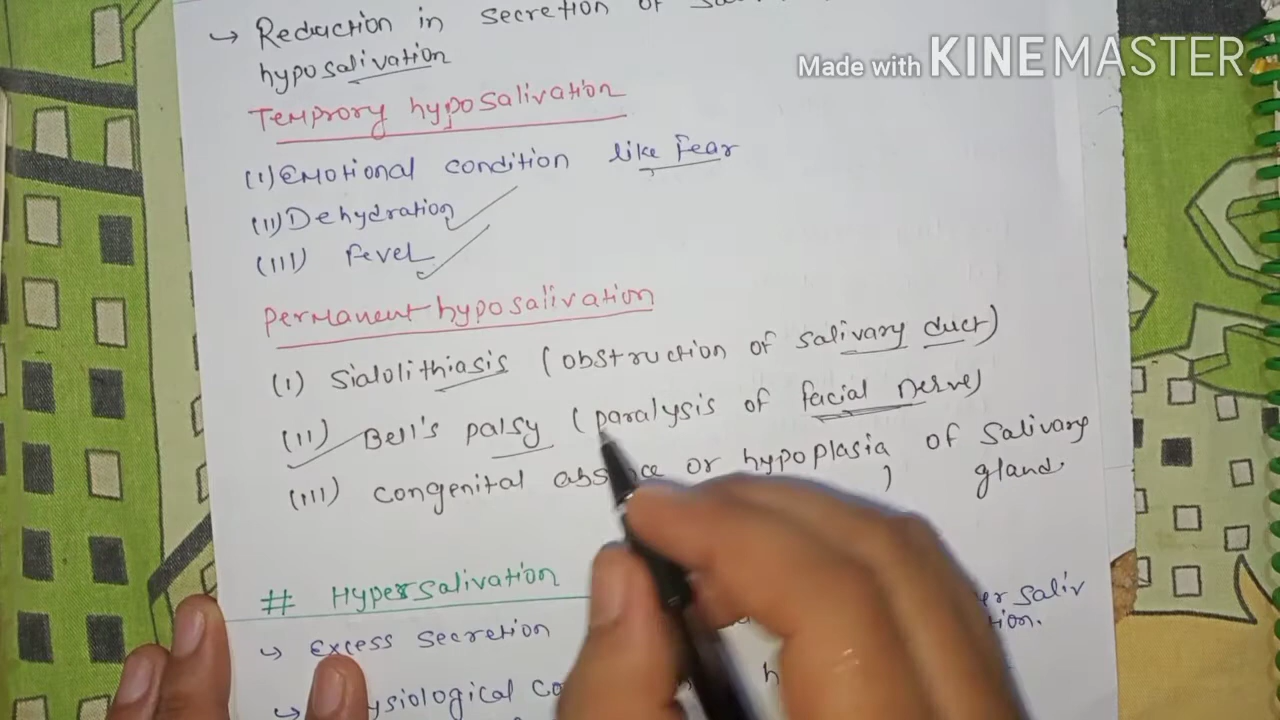 Made with KINEMASTER
→ Reduction in secretion of
hyposalivation
Temprory hyposalivation
(I) Emotional condition like fear
(II) Dehydration
(III) fever
Permanent hyposalivation
(I) Sialolithiasis (obstruction of salivary duct)
(II) Bell's palsy (paralysis of facial nerve)
(III) congenital or hypoplasia of salivary
) gland
# Hypersalivation
→ Excess secretion